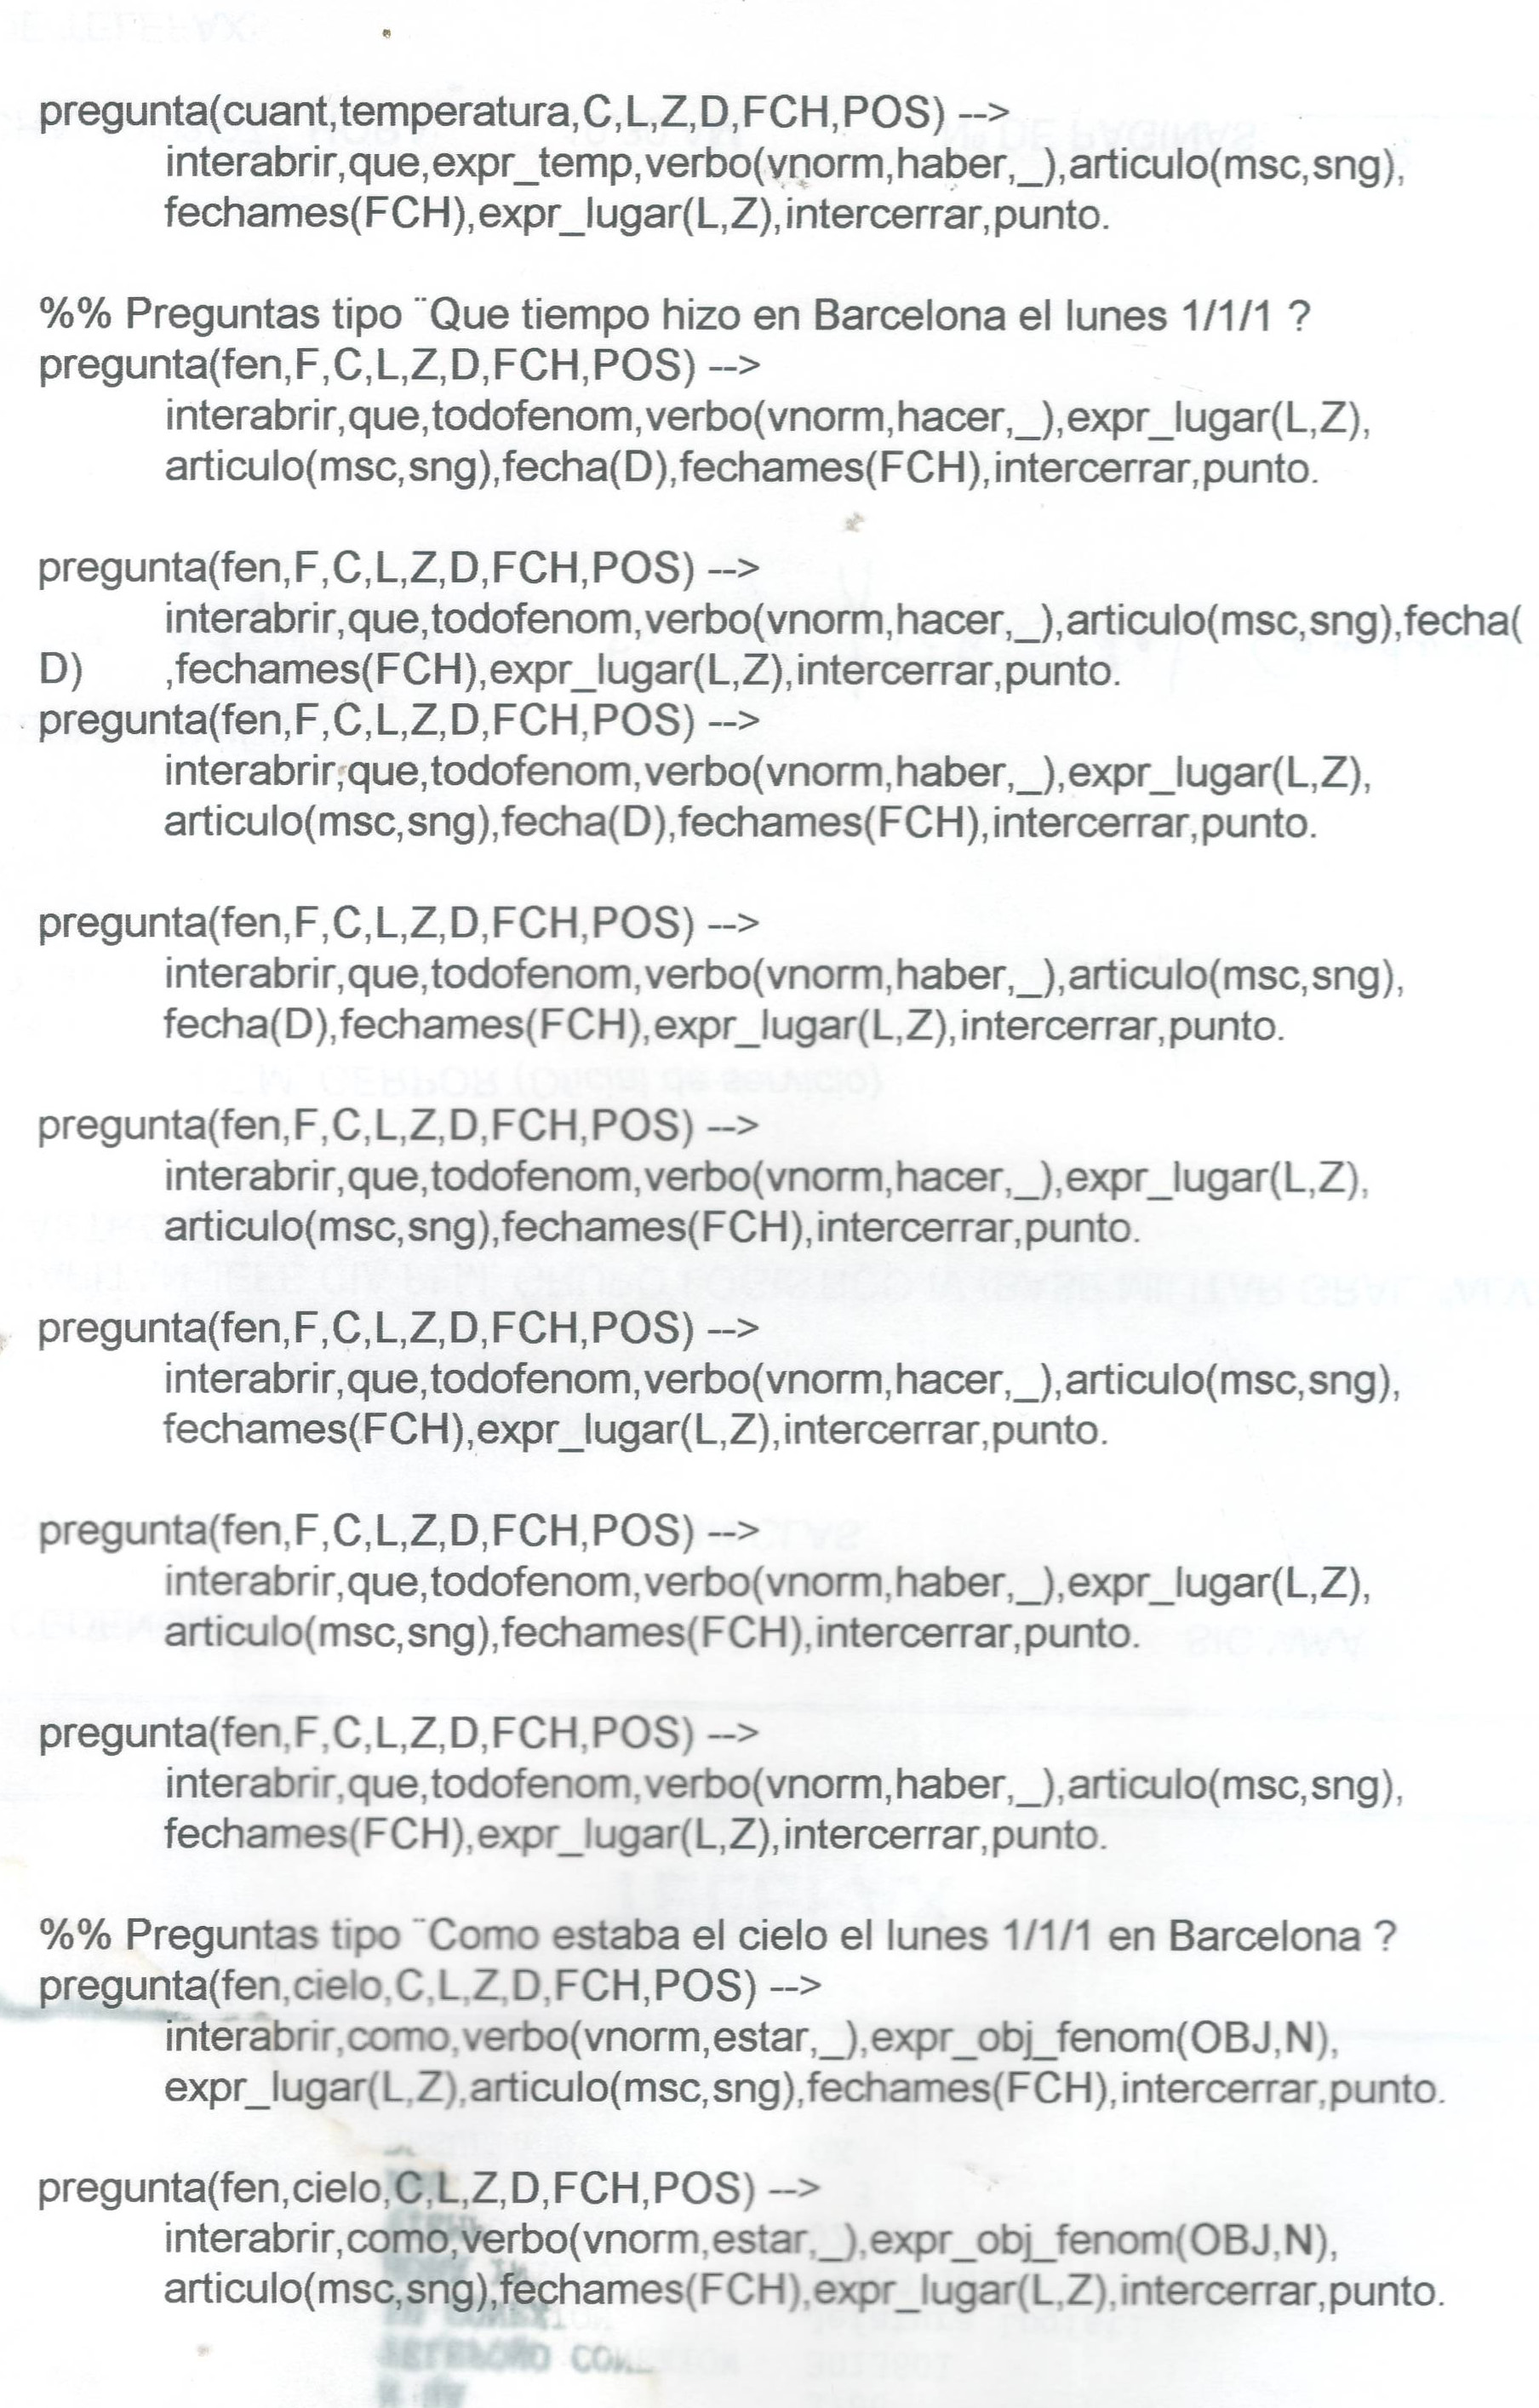 pregunta(cuant,temperatura,C,L,Z,D,FCH,POS) -->
interabrir,que,expr_temp,verbo(vnorm,haber,_),articulo(msc,sng),
fechames(FCH),expr_lugar(L,Z),intercerrar,punto.
%% Preguntas tipo ¨Que tiempo hizo en Barcelona el lunes 1/1/1 ?
pregunta(fen,F,C,L,Z,D,FCH,POS) -->
interabrir,que,todofenom,verbo(vnorm,hacer,_),expr_lugar(L,Z),
articulo(msc,sng),fecha(D),fechames(FCH),intercerrar,punto.
pregunta(fen,F,C,L,Z,D,FCH,POS) -->
interabrir,que,todofenom,verbo(vnorm,hacer,_),articulo(msc,sng),fecha(
D) ,fechames(FCH),expr_lugar(L,Z),intercerrar,punto.
pregunta(fen,F,C,L,Z,D,FCH,POS) -->
interabrir,que,todofenom,verbo(vnorm,haber,_),expr_lugar(L,Z),
articulo(msc,sng),fecha(D),fechames(FCH),intercerrar,punto.
pregunta(fen,F,C,L,Z,D,FCH,POS) -->
interabrir,que,todofenom,verbo(vnorm,haber,_),articulo(msc,sng),
fecha(D),fechames(FCH),expr_lugar(L,Z),intercerrar,punto.
pregunta(fen,F,C,L,Z,D,FCH,POS) -->
interabrir,que,todofenom,verbo(vnorm,hacer,_),expr_lugar(L,Z),
articulo(msc,sng),fechames(FCH),intercerrar,punto.
pregunta(fen,F,C,L,Z,D,FCH,POS) -->
interabrir,que,todofenom,verbo(vnorm,hacer,_),articulo(msc,sng),
fechames(FCH),expr_lugar(L,Z),intercerrar,punto.
pregunta(fen,F,C,L,Z,D,FCH,POS) -->
interabrir,que,todofenom,verbo(vnorm,haber,_),expr_lugar(L,Z),
articulo(msc,sng),fechames(FCH),intercerrar,punto.
pregunta(fen,F,C,L,Z,D,FCH,POS) -->
interabrir,que,todofenom,verbo(vnorm,haber,_),articulo(msc,sng),
fechames(FCH),expr_lugar(L,Z),intercerrar,punto.
%% Preguntas tipo ¨Como estaba el cielo el lunes 1/1/1 en Barcelona ?
pregunta(fen,cielo,C,L,Z,D,FCH,POS) -->
interabrir,como,verbo(vnorm,estar,_),expr_obj_fenom(OBJ,N),
expr_lugar(L,Z),articulo(msc,sng),fechames(FCH),intercerrar,punto.
pregunta(fen,cielo,C,L,Z,D,FCH,POS) -->
interabrir,como,verbo(vnorm,estar,_),expr_obj_fenom(OBJ,N),
articulo(msc,sng),fechames(FCH),expr_lugar(L,Z),intercerrar,punto.